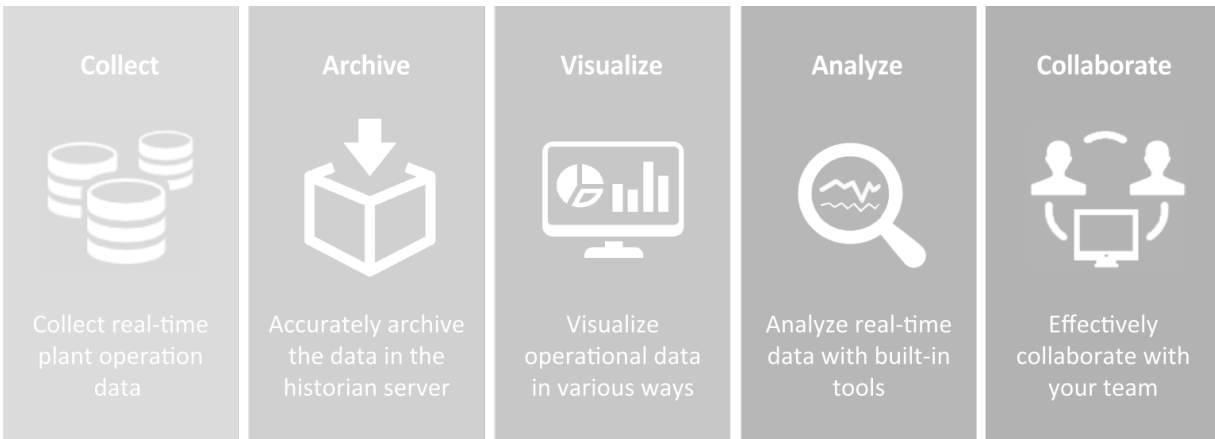 Collect
Collect real-time
plant operation
data
Archive
Accurately archive
the data in the
historian server
Visualize
Visualize
operational data
in various ways
Analyze
Analyze real-time
data with built-in
tools
Collaborate
Effectively
collaborate with
your team